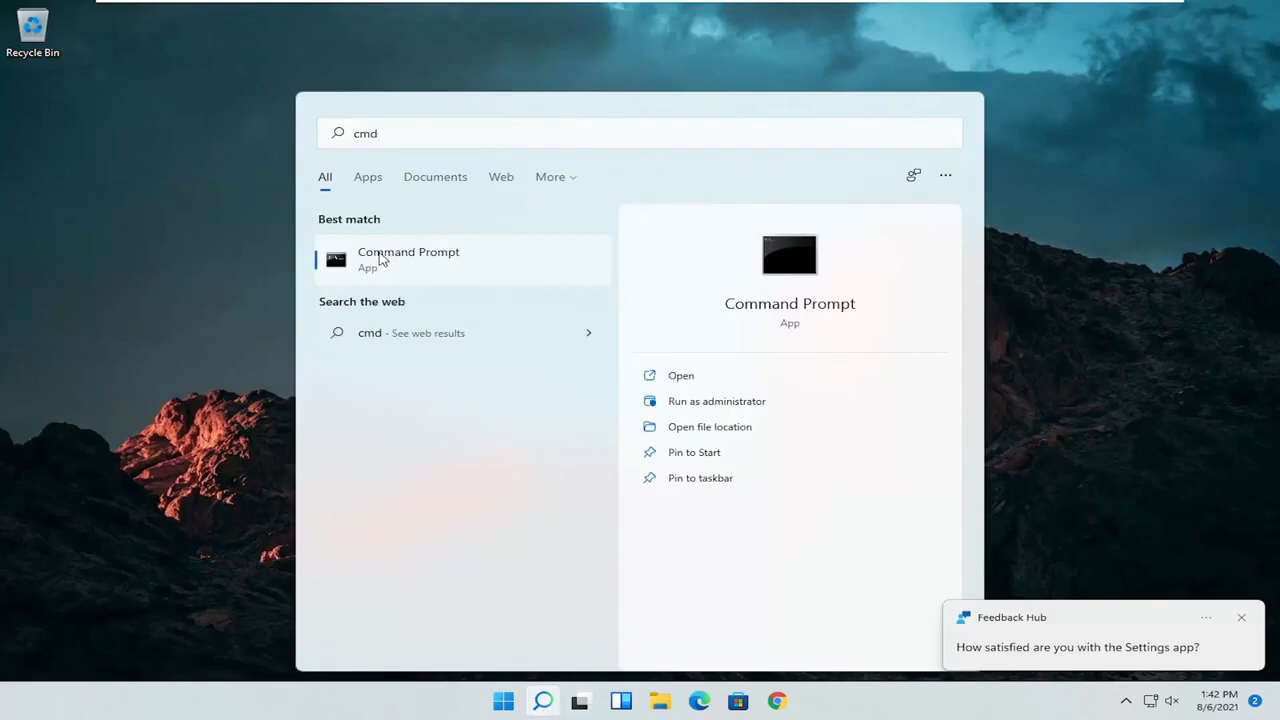 Recycle Bin
cmd
All Apps Documents Web More
Best match
Command Prompt
App
Search the web
cmd - See web results
Command Prompt
App
Open
Run as administrator
Open file location
Pin to Start
Pin to taskbar
Feedback Hub
How satisfied are you with the Settings app?
1:42 PM
8/6/2021
2